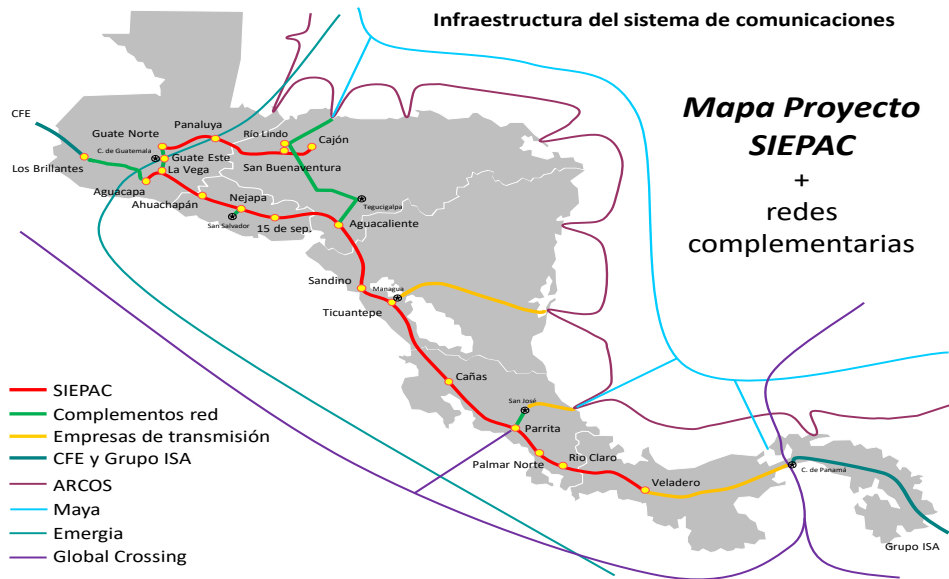 Infraestructura del sistema de comunicaciones
Mapa Proyecto
SIEPAC
+
redes
complementarias
CFE
Guate Norte
Panaluya
Río Lindo
Cajón
C. de Guatemala
Guate Este
Los Brillantes
La Vega
San Buenaventura
Aguacapa
Ahuachapán
Nejapa
Tegucigalpa
San Salvador
15 de sep.
Aguacaliente
Sandino
Managua
Ticuantepe
Cañas
San José
Parrita
Palmar Norte
Rio Claro
Veladero
C. de Panamá
Grupo ISA
SIEPAC
Complementos red
Empresas de transmisión
CFE y Grupo ISA
ARCOS
Maya
Emergia
Global Crossing